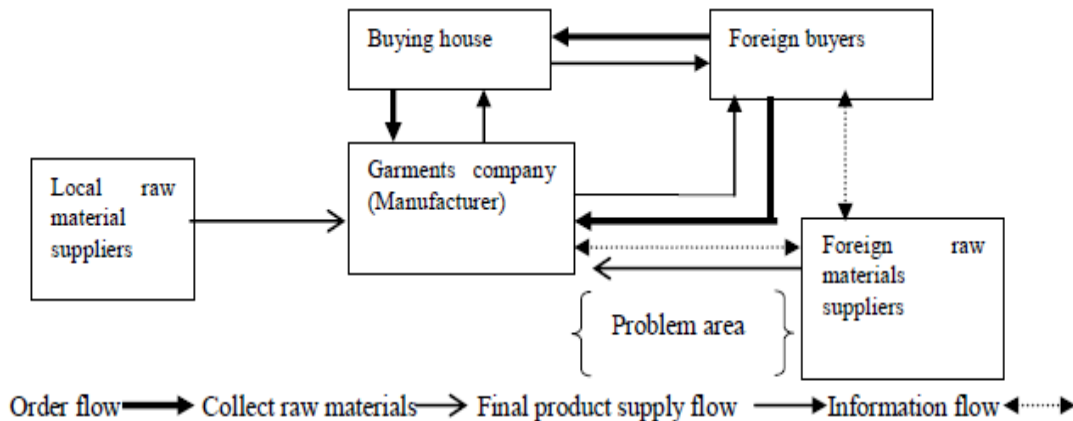 Buying house
Foreign buyers
Garments company
(Manufacturer)
Local raw
material
suppliers
Foreign raw
materials
suppliers
Problem area
Order flow Collect raw materials Final product supply flow Information flow